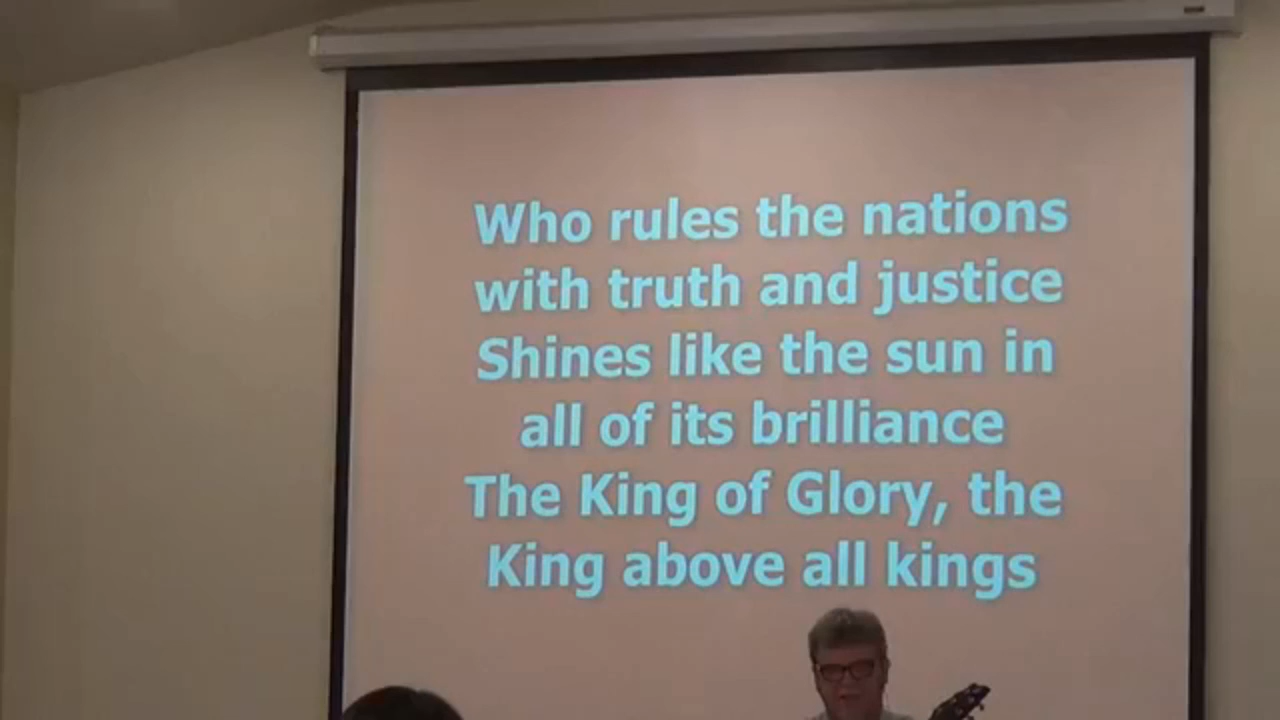 Who rules the nations
with truth and justice
Shines like the sun in
all of its brilliance
The King of Glory, the
King above all kings